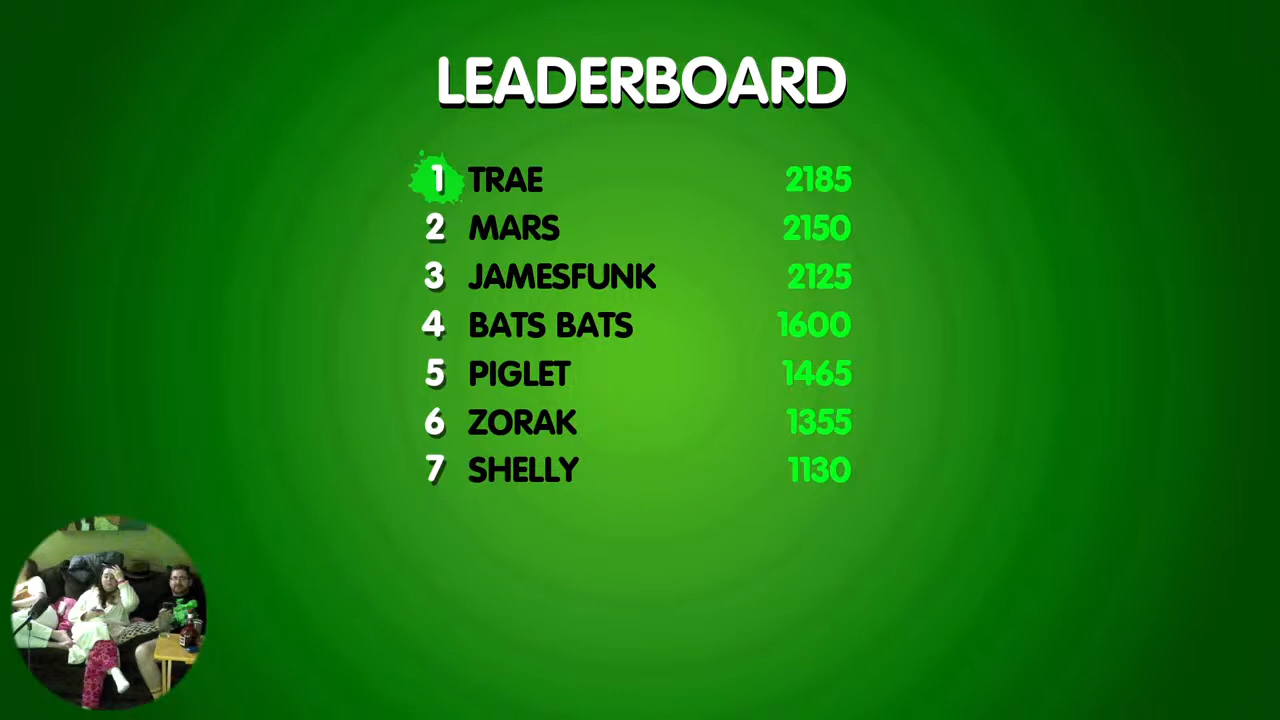 LEADERBOARD
1 TRAE 2185
2 MARS 2150
3 JAMESFUNK 2125
4 BATS BATS 1600
5 PIGLET 1465
6 ZORAK 1355
7 SHELLY 1130